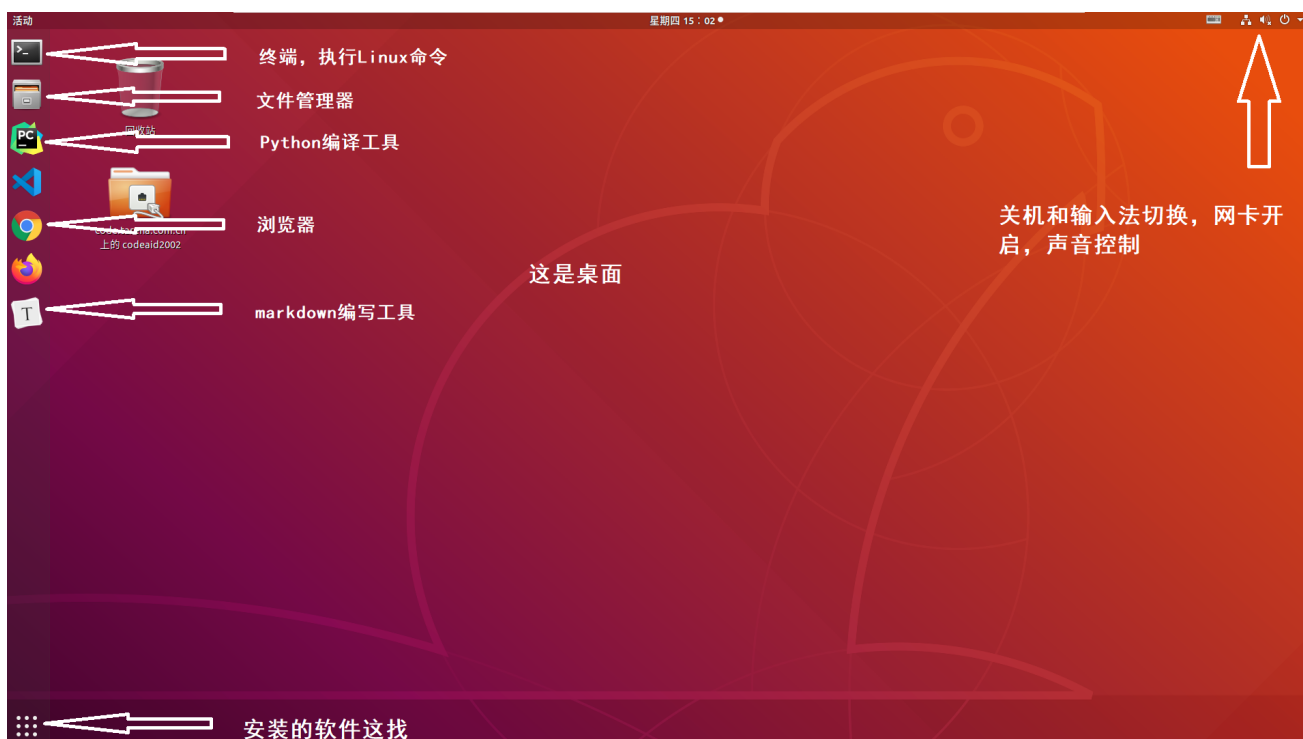 活动
星期四 15：02
终端，执行Linux命令
文件管理器
回收站
PC
Python编译工具
浏览器
上的 codeaid2002
T
markdown编写工具
这是桌面
关机和输入法切换，网卡开
启，声音控制
安装的软件这找